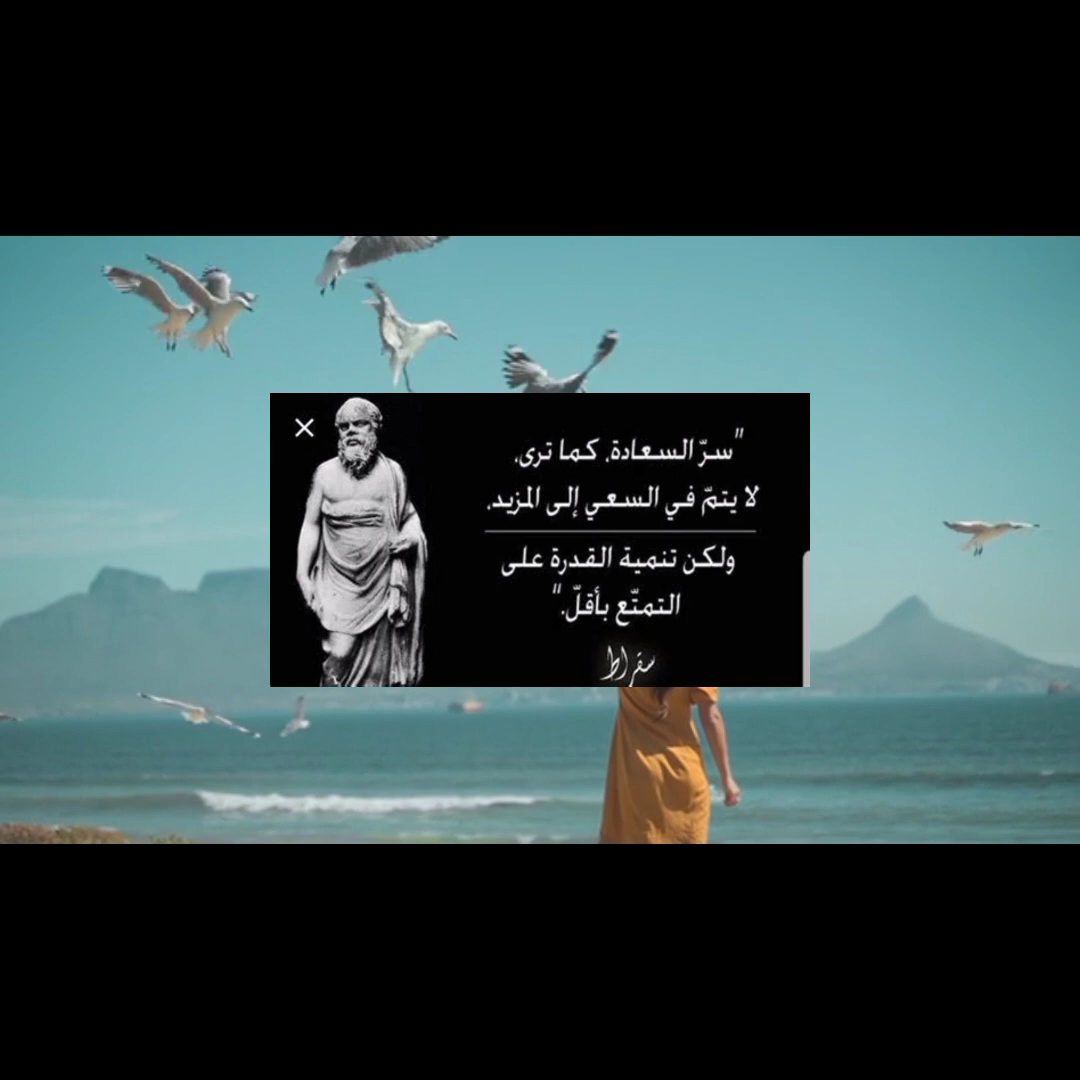 "سرّ السعادة، كما ترى،
لا يتمّ في السعي إلى المزيد،
ولكن تنمية القدرة على
التمتّع بأقلّ."
سقراط